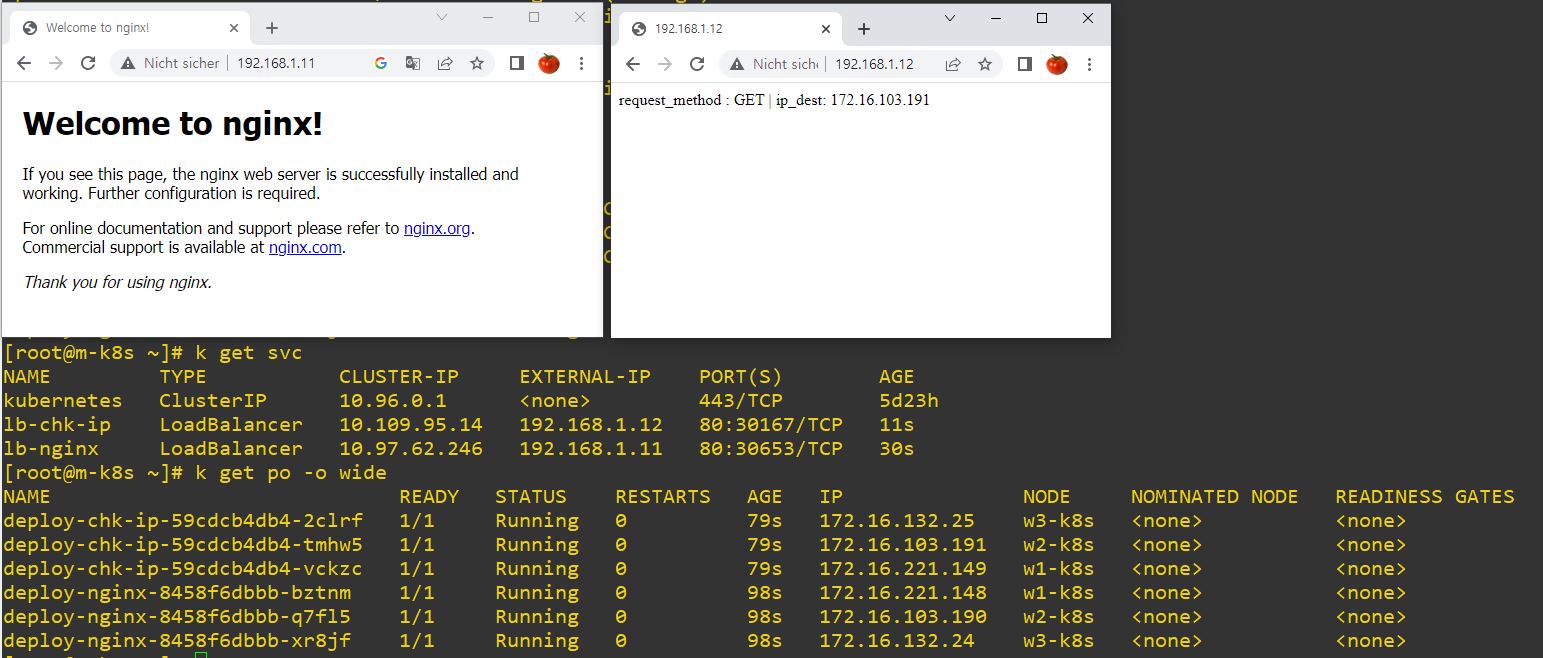 Welcome to nginx!
Nicht sicher | 192.168.1.11
Welcome to nginx!
If you see this page, the nginx web server is successfully installed and
working. Further configuration is required.
For online documentation and support please refer to nginx.org.
Commercial support is available at nginx.com.
Thank you for using nginx.
192.168.1.12
Nicht sich | 192.168.1.12
request_method : GET | ip_dest: 172.16.103.191
[root@m-k8s ~]# k get svc
NAME TYPE CLUSTER-IP EXTERNAL-IP PORT(S) AGE
kubernetes ClusterIP 10.96.0.1 <none> 443/TCP 5d23h
lb-chk-ip LoadBalancer 10.109.95.14 192.168.1.12 80:30167/TCP 11s
lb-nginx LoadBalancer 10.97.62.246 192.168.1.11 80:30653/TCP 30s
[root@m-k8s ~]# k get po -o wide
NAME READY STATUS RESTARTS AGE IP NODE NOMINATED NODE READINESS GATES
deploy-chk-ip-59cdcb4db4-2clrf 1/1 Running 0 79s 172.16.132.25 w3-k8s <none> <none>
deploy-chk-ip-59cdcb4db4-tmhw5 1/1 Running 0 79s 172.16.103.191 w2-k8s <none> <none>
deploy-chk-ip-59cdcb4db4-vckzc 1/1 Running 0 79s 172.16.221.149 w1-k8s <none> <none>
deploy-nginx-8458f6dbbb-bztnm 1/1 Running 0 98s 172.16.221.148 w1-k8s <none> <none>
deploy-nginx-8458f6dbbb-q7fl5 1/1 Running 0 98s 172.16.103.190 w2-k8s <none> <none>
deploy-nginx-8458f6dbbb-xr8jf 1/1 Running 0 98s 172.16.132.24 w3-k8s <none> <none>